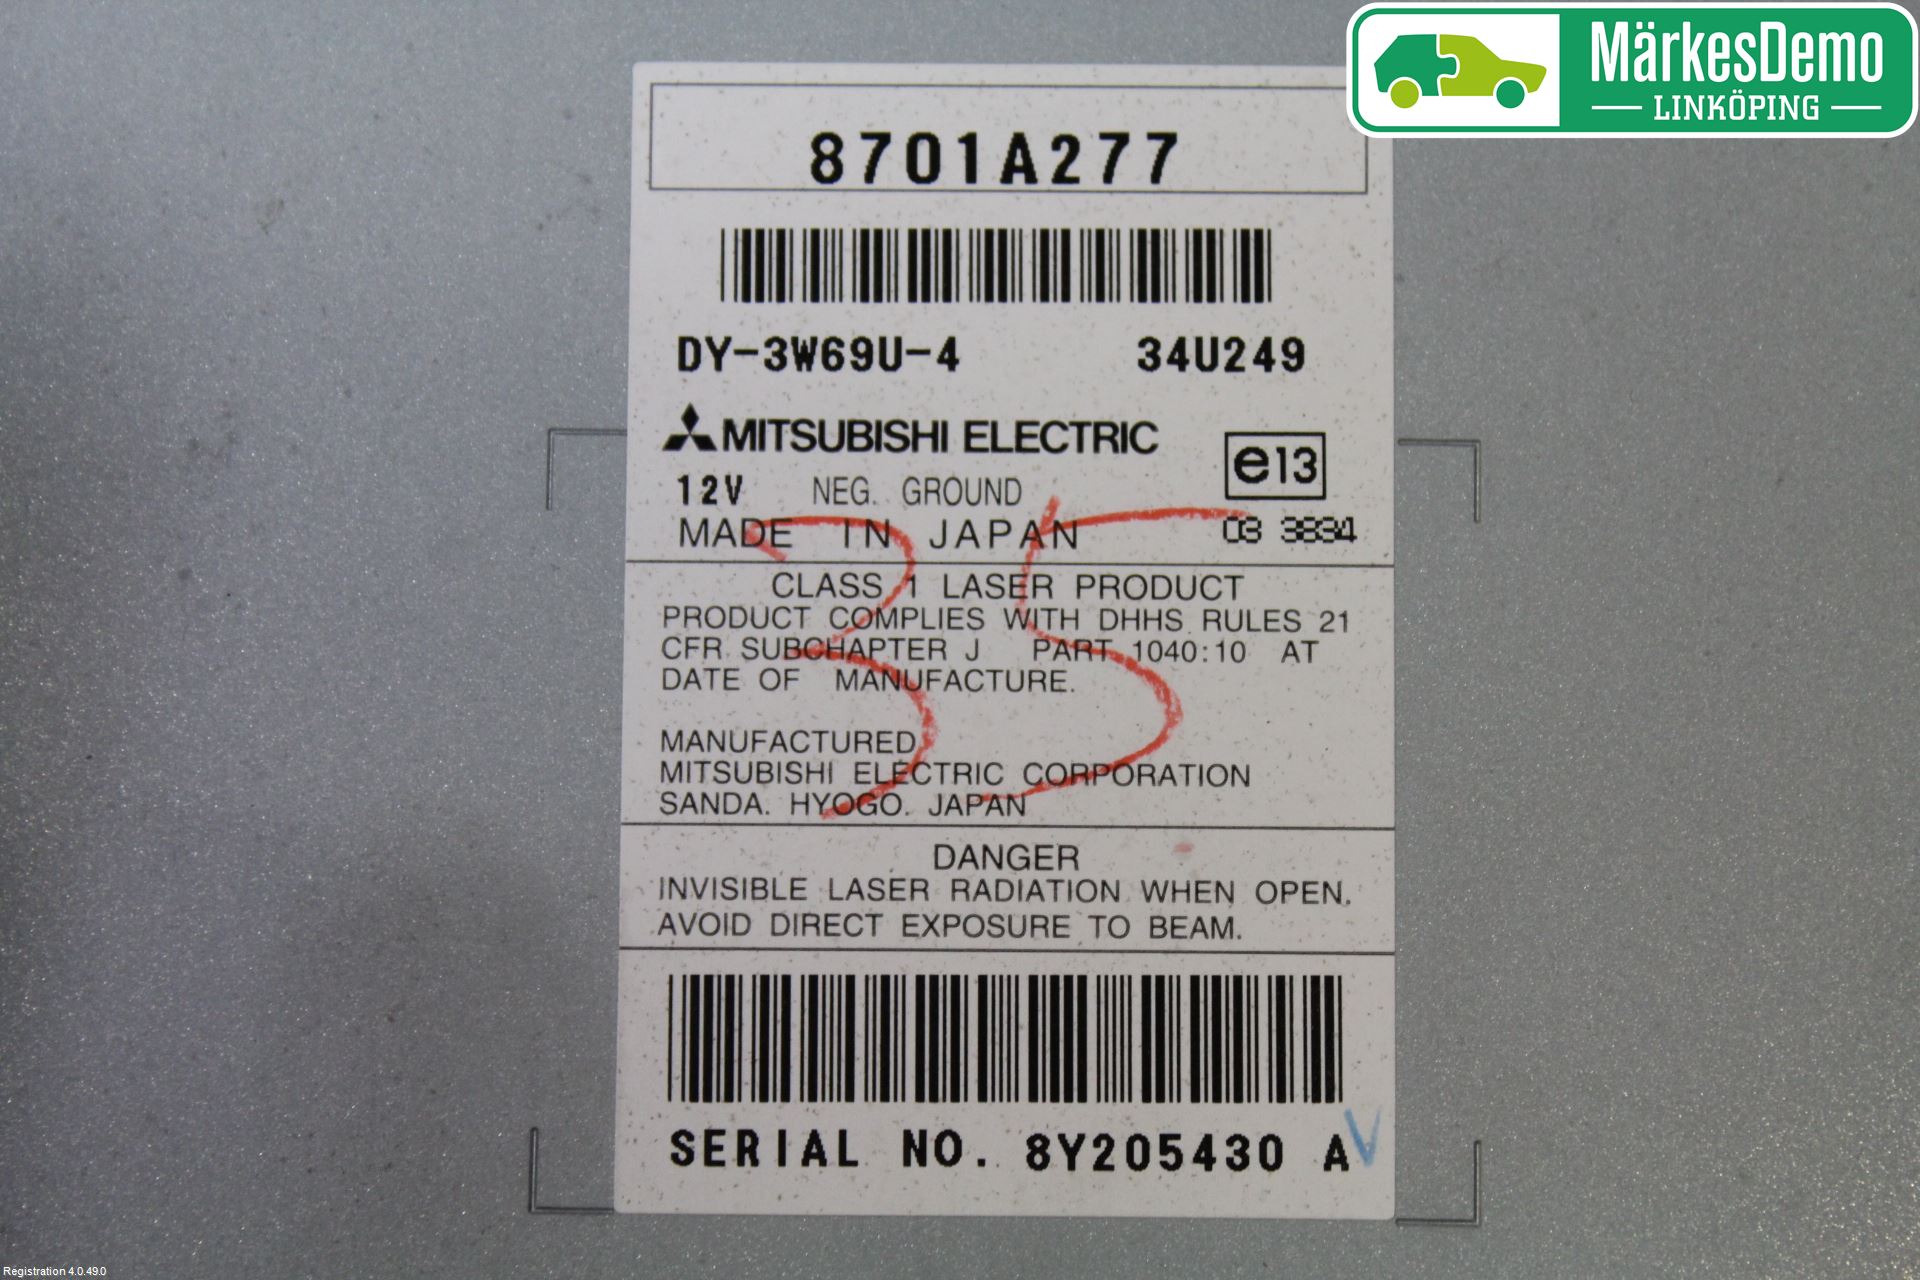 MärkesDemo
LINKÖPING
8701A277
DY-3W69U-4 34U249
MITSUBISHI ELECTRIC
e13
12V NEG. GROUND
MADE IN JAPAN 03 3834
35
CLASS 1 LASER PRODUCT
PRODUCT COMPLIES WITH DHHS RULES 21
CFR SUBCHAPTER J PART 1040:10 AT
DATE OF MANUFACTURE.
MANUFACTURED
MITSUBISHI ELECTRIC CORPORATION
SANDA. HYOGO. JAPAN
DANGER
INVISIBLE LASER RADIATION WHEN OPEN.
AVOID DIRECT EXPOSURE TO BEAM.
SERIAL NO. 8Y205430 A
Registration 4.0.49.0